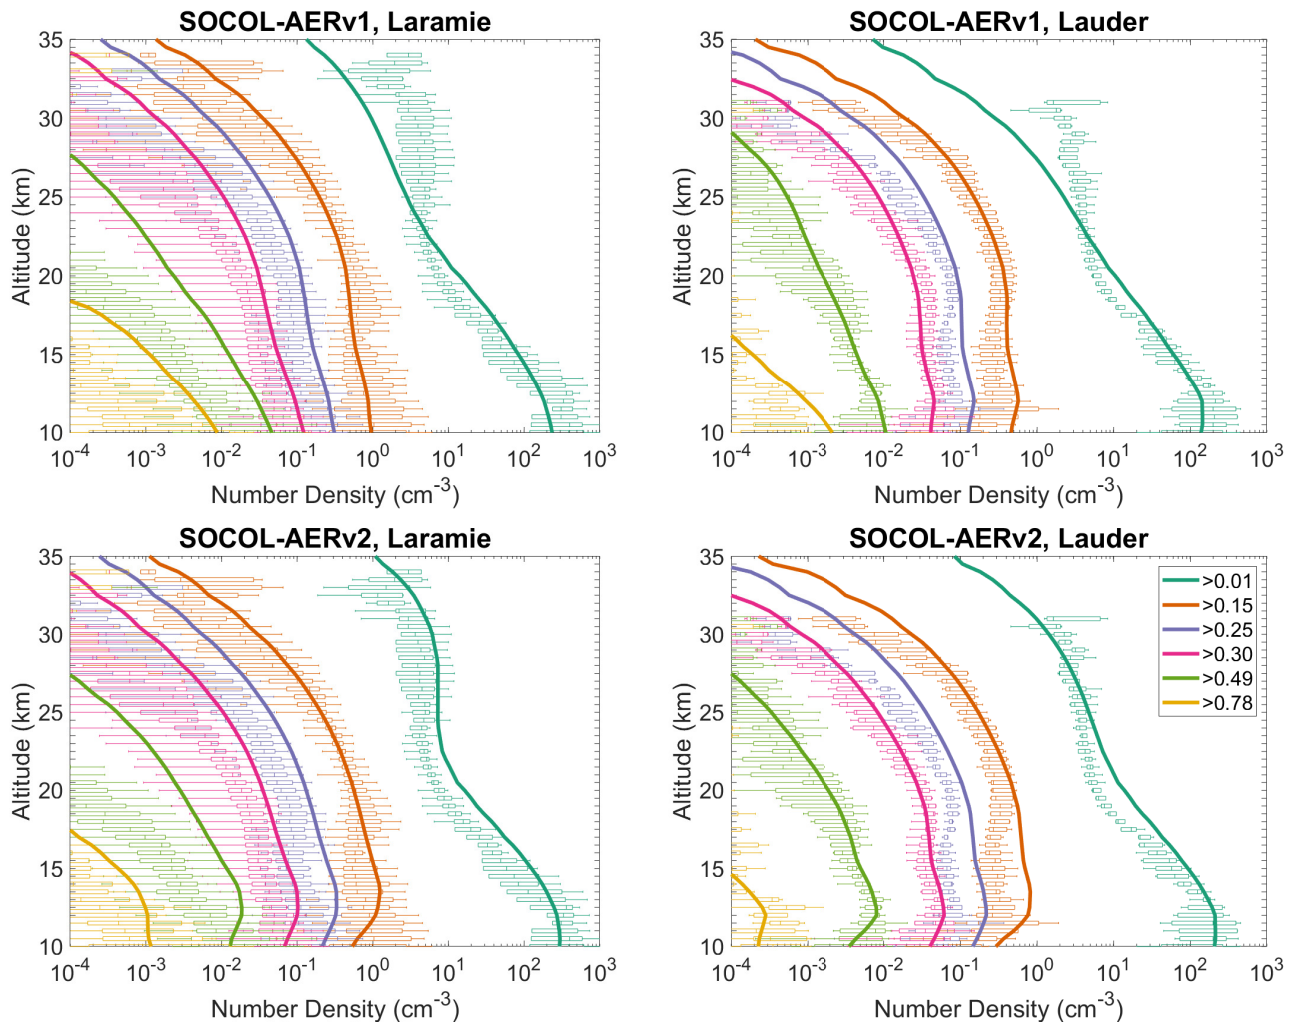 SOCOL-AERv1, Laramie
35
30
25
20
15
10
Altitude (km)
10-4 10-3 10-2 10-1 100 101 102 103
Number Density (cm-3)
SOCOL-AERv1, Lauder
35
30
25
20
15
10
Altitude (km)
10-4 10-3 10-2 10-1 100 101 102 103
Number Density (cm-3)
SOCOL-AERv2, Laramie
35
30
25
20
15
10
Altitude (km)
10-4 10-3 10-2 10-1 100 101 102 103
Number Density (cm-3)
SOCOL-AERv2, Lauder
35
30
25
20
15
10
Altitude (km)
10-4 10-3 10-2 10-1 100 101 102 103
Number Density (cm-3)
>0.01
>0.15
>0.25
>0.30
>0.49
>0.78